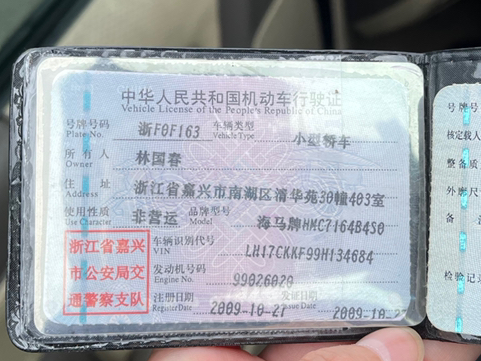 中华人民共和国机动车行驶证
Vehicle License of the People's Republic of China
号牌号码 浙F0F163 车辆类型 小型轿车
Plate No. Vehicle Type
所有人 林国春
Owner
住址 浙江省嘉兴市南湖区清华苑30幢403室
Address
使用性质 非营运 品牌型号 海马牌HMC7164B4S0
Use Character Model
浙江省嘉兴
市公安局交
通警察支队
车辆识别代号 LH17CKKF99H134684
VIN
发动机号码 99026020
Engine No.
注册日期 2009-10-27 发证日期 2009-10-27
Register Date
号牌号
核定载人
整备质
外廓尺
备
检验记录